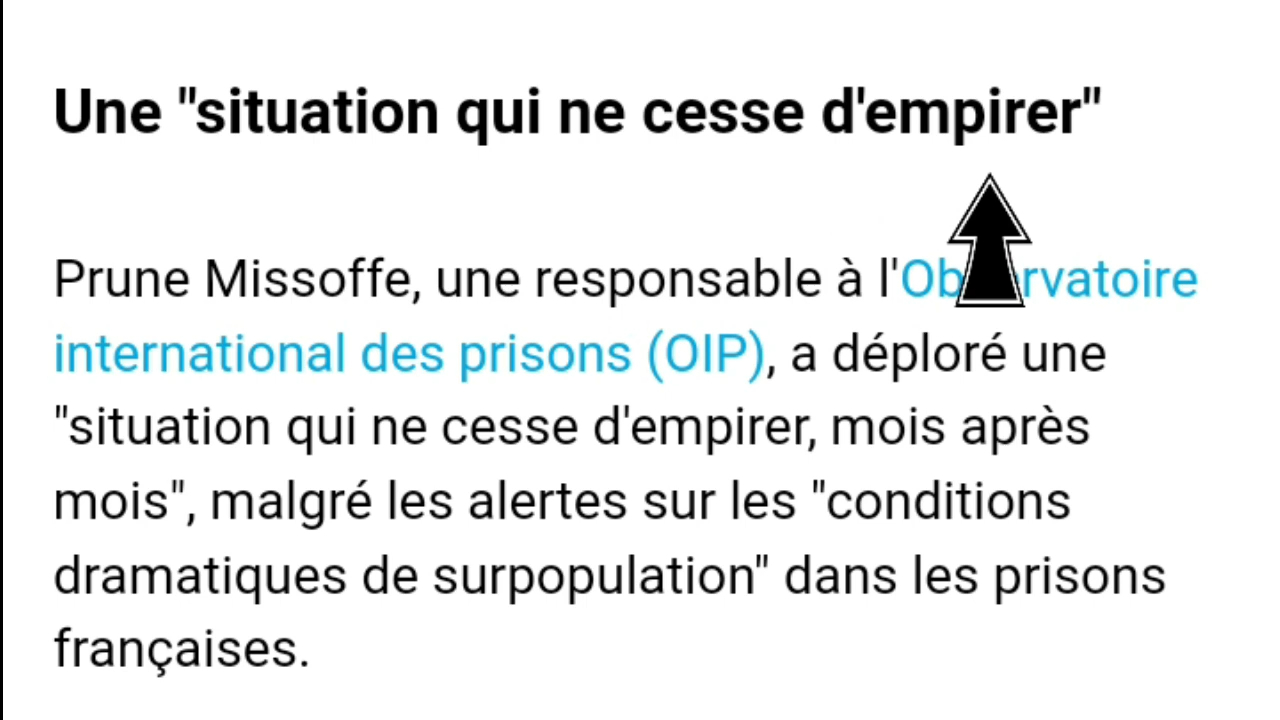 Une "situation qui ne cesse d'empirer"
Prune Missoffe, une responsable à l'Observatoire
international des prisons (OIP), a déploré une
"situation qui ne cesse d'empirer, mois après
mois", malgré les alertes sur les "conditions
dramatiques de surpopulation" dans les prisons
françaises.